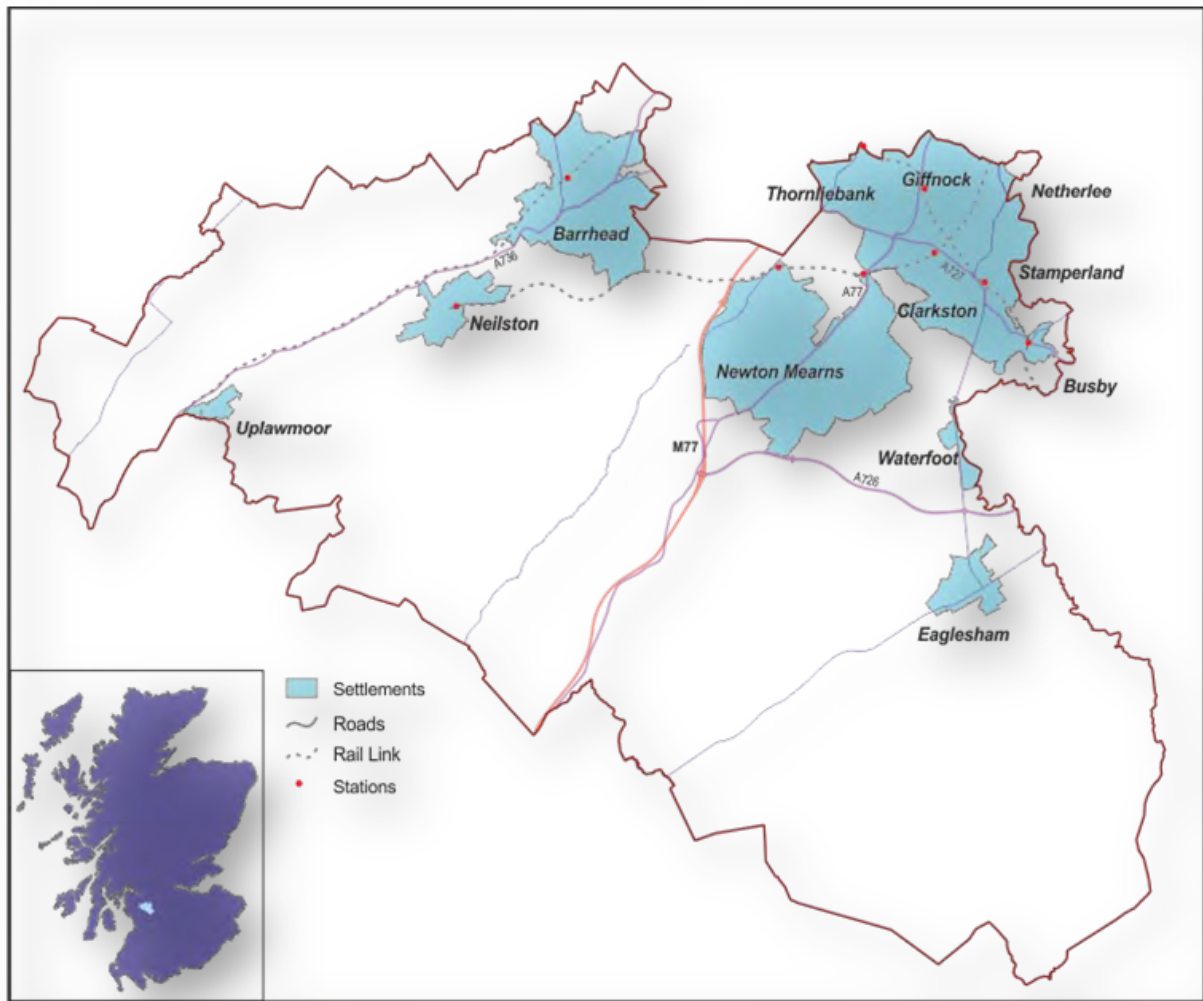 Thornliebank
Giffnock
Netherlee
Barrhead
A736
A727
Stamperland
A77
Neilston
Clarkston
Newton Mearns
Busby
Uplawmoor
M77
Waterfoot
A726
Eaglesham
Settlements
Roads
Rail Link
Stations